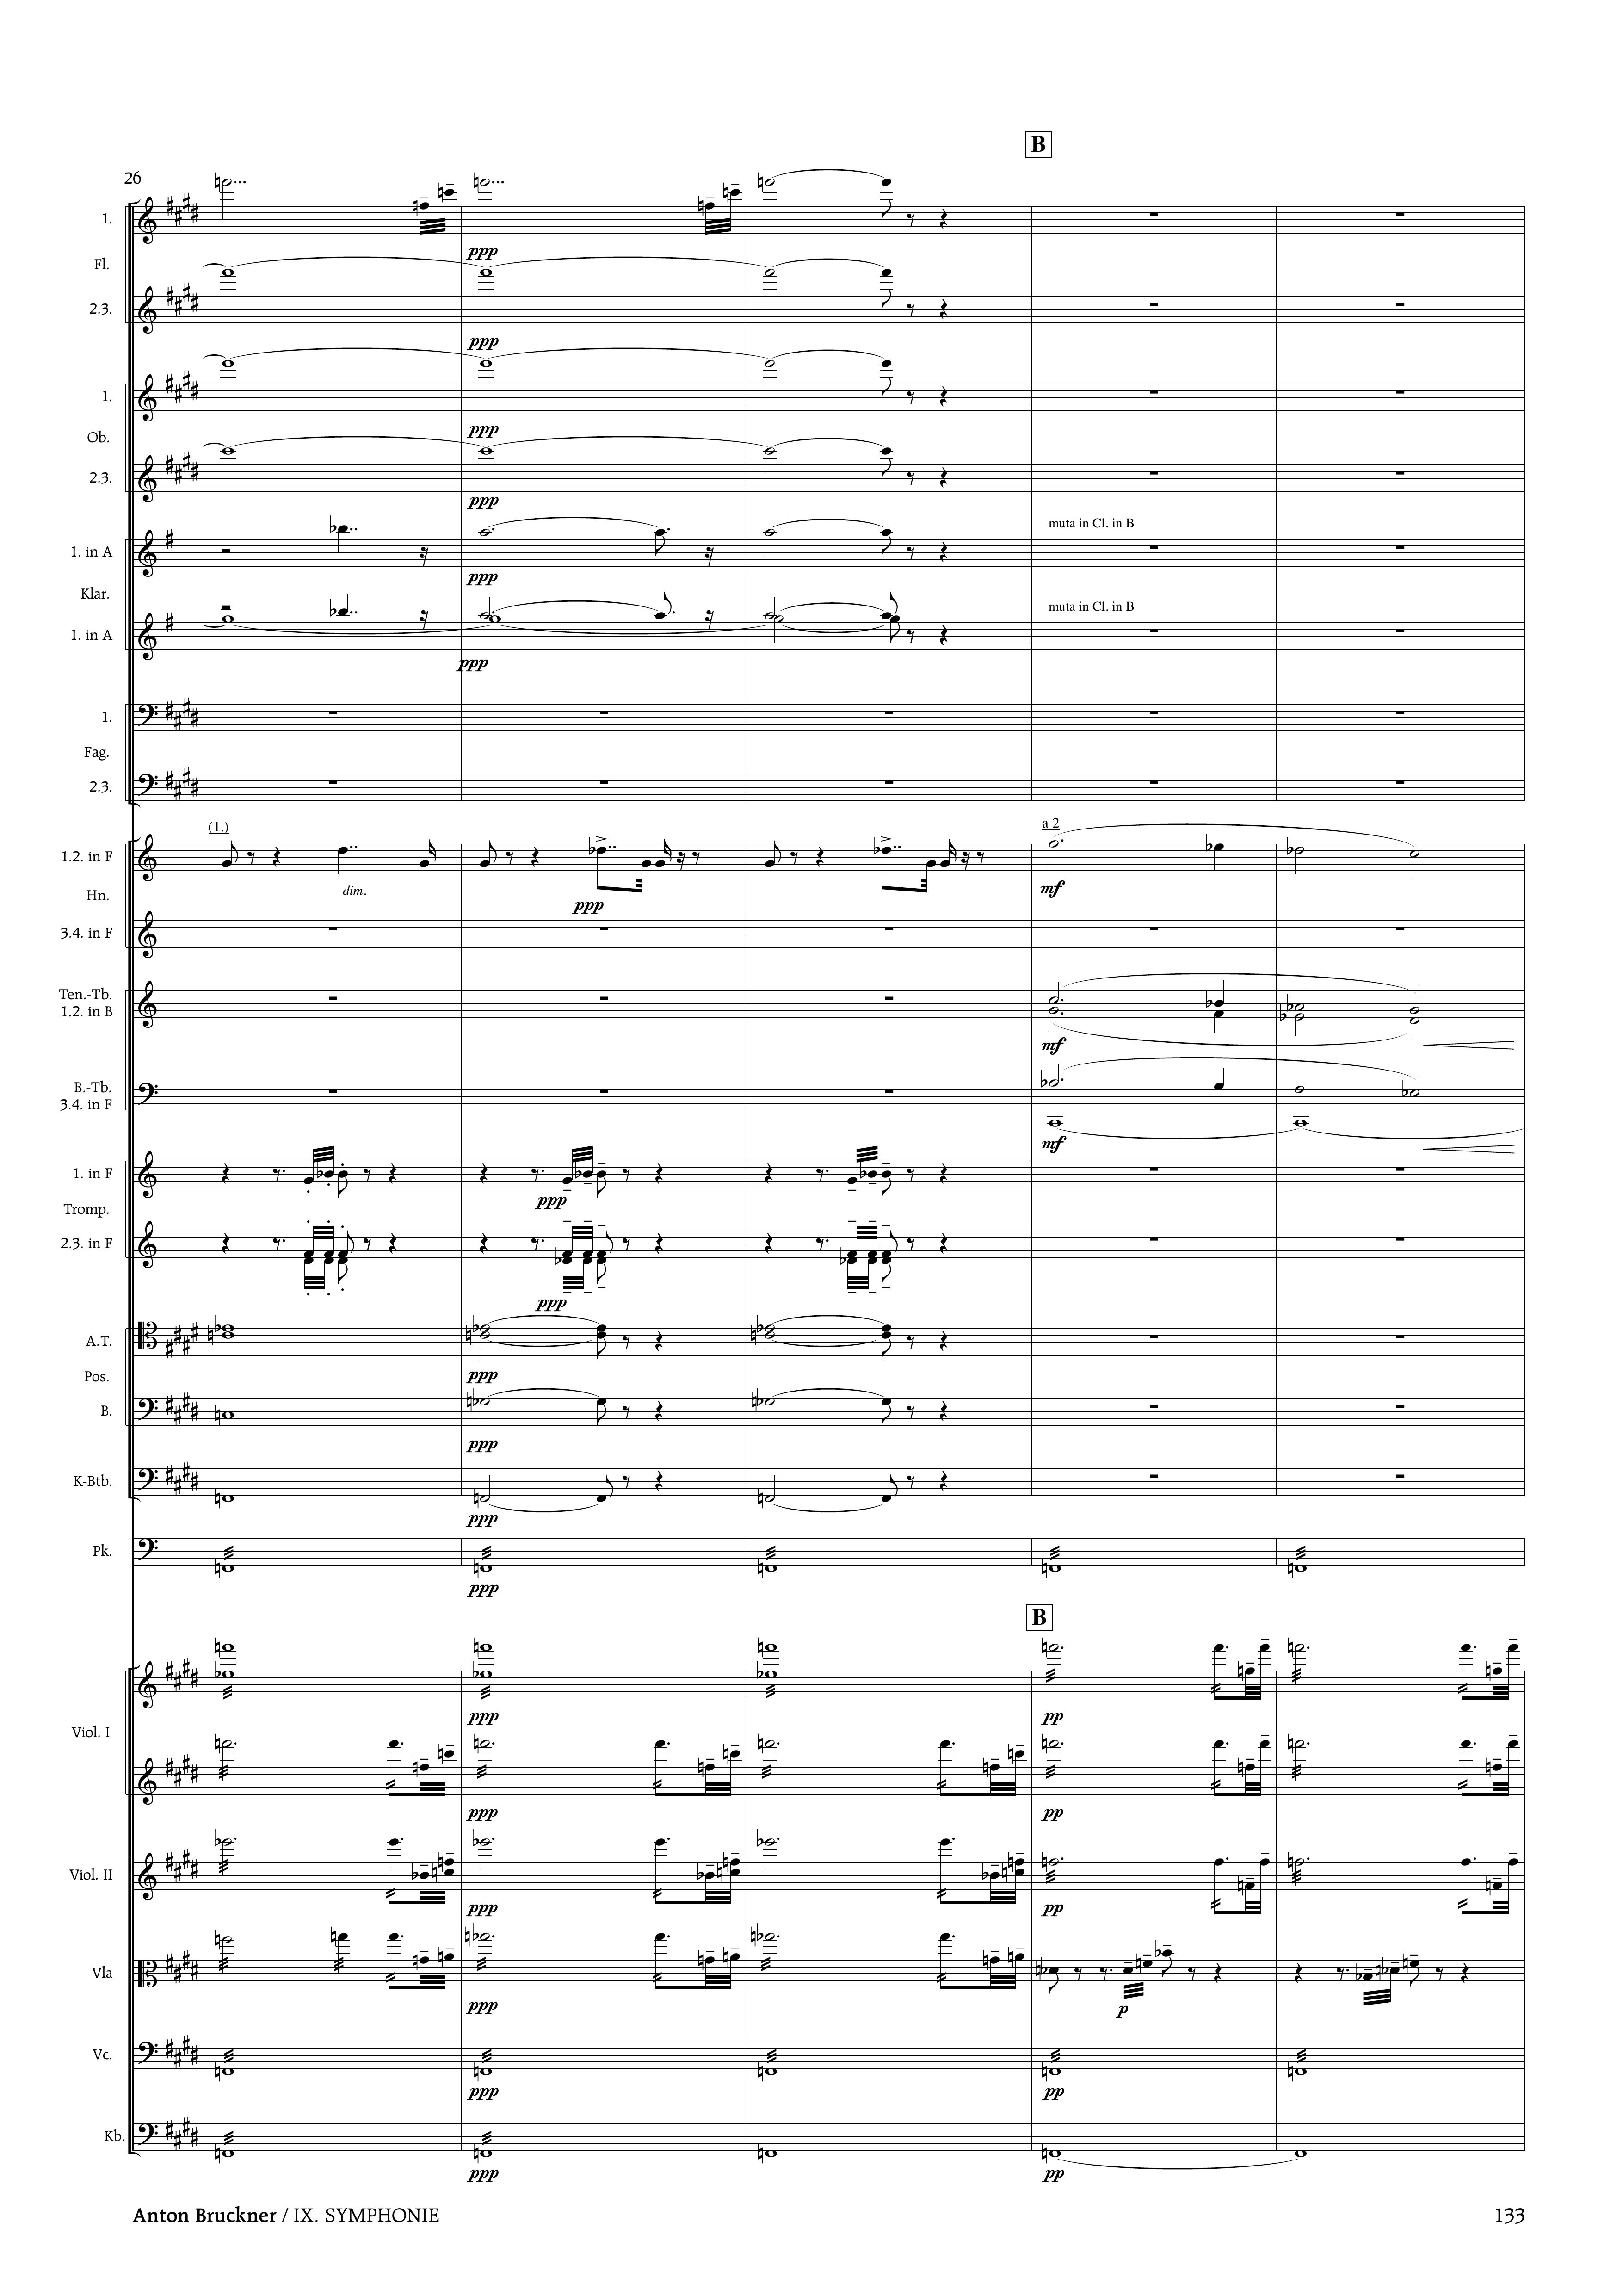 B
26
1.
ppp
Fl.
2.3.
ppp
1.
ppp
Ob.
2.3.
ppp
muta in Cl. in B
1. in A
ppp
Klar.
muta in Cl. in B
1. in A
ppp
1.
Fag.
2.3.
(1.)
a 2
1.2. in F
dim.
mf
ppp
Hn.
3.4. in F
Ten.-Tb.
1.2. in B
mf
B.-Tb.
3.4. in F
mf
1. in F
ppp
Tromp.
2.3. in F
ppp
A.T.
ppp
Pos.
B.
ppp
K-Btb.
ppp
Pk.
ppp
B
ppp pp
Viol. I
ppp pp
Viol. II
ppp pp
Vla
ppp p
Vc.
ppp pp
Kb.
ppp pp
Anton Bruckner / IX. SYMPHONIE 133